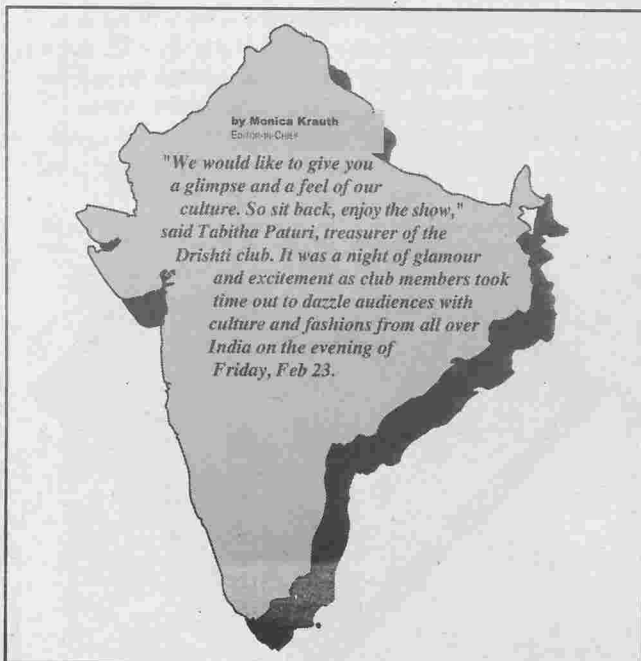 by Monica Krauth
EDITOR-IN-CHIEF
"We would like to give you
a glimpse and a feel of our
culture. So sit back, enjoy the show,"
said Tabitha Paturi, treasurer of the
Drishti club. It was a night of glamour
and excitement as club members took
time out to dazzle audiences with
culture and fashions from all over
India on the evening of
Friday, Feb 23.